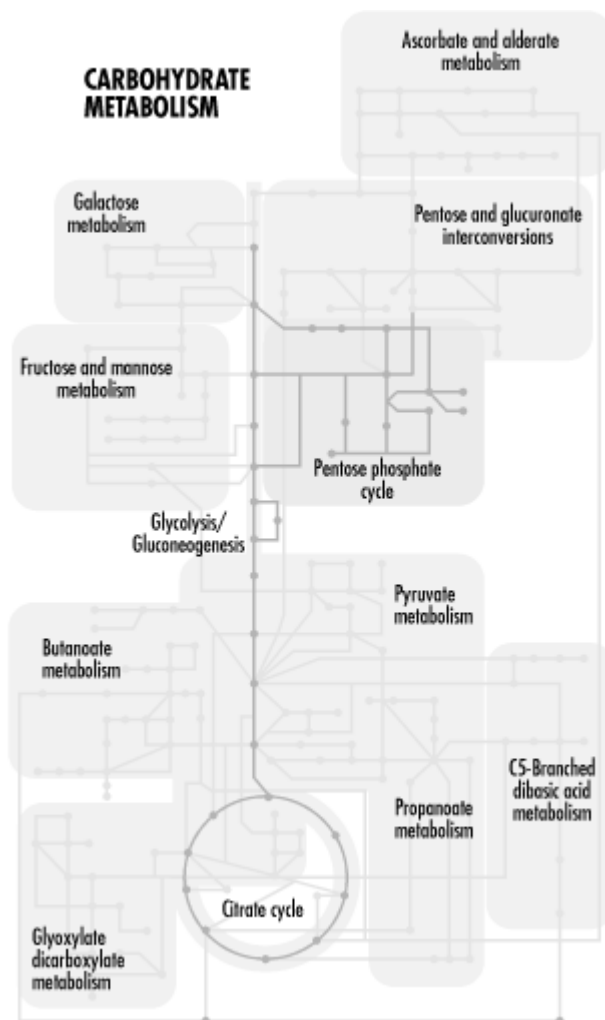 CARBOHYDRATE
METABOLISM
Ascorbate and alderate
metabolism
Galactose
metabolism
Pentose and glucuronate
interconversions
Fructose and mannose
metabolism
Pentose phosphate
cycle
Glycolysis/
Gluconeogenesis
Pyruvate
metabolism
Butanoate
metabolism
C5-Branched
dibasic acid
metabolism
Propanoate
metabolism
Citrate cycle
Glyoxylate
dicarboxylate
metabolism